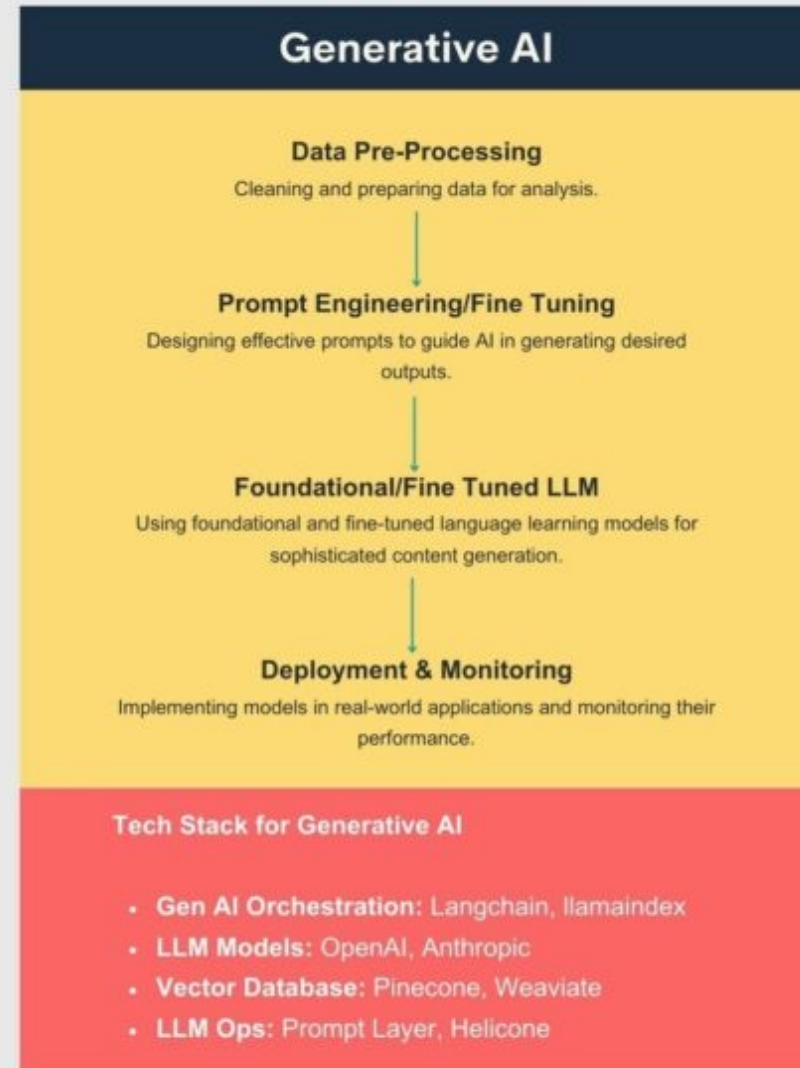 Generative AI
Data Pre-Processing
Cleaning and preparing data for analysis.
Prompt Engineering/Fine Tuning
Designing effective prompts to guide AI in generating desired
outputs.
Foundational/Fine Tuned LLM
Using foundational and fine-tuned language learning models for
sophisticated content generation.
Deployment & Monitoring
Implementing models in real-world applications and monitoring their
performance.
Tech Stack for Generative AI
• Gen AI Orchestration: Langchain, llamaindex
• LLM Models: OpenAI, Anthropic
• Vector Database: Pinecone, Weaviate
• LLM Ops: Prompt Layer, Helicone